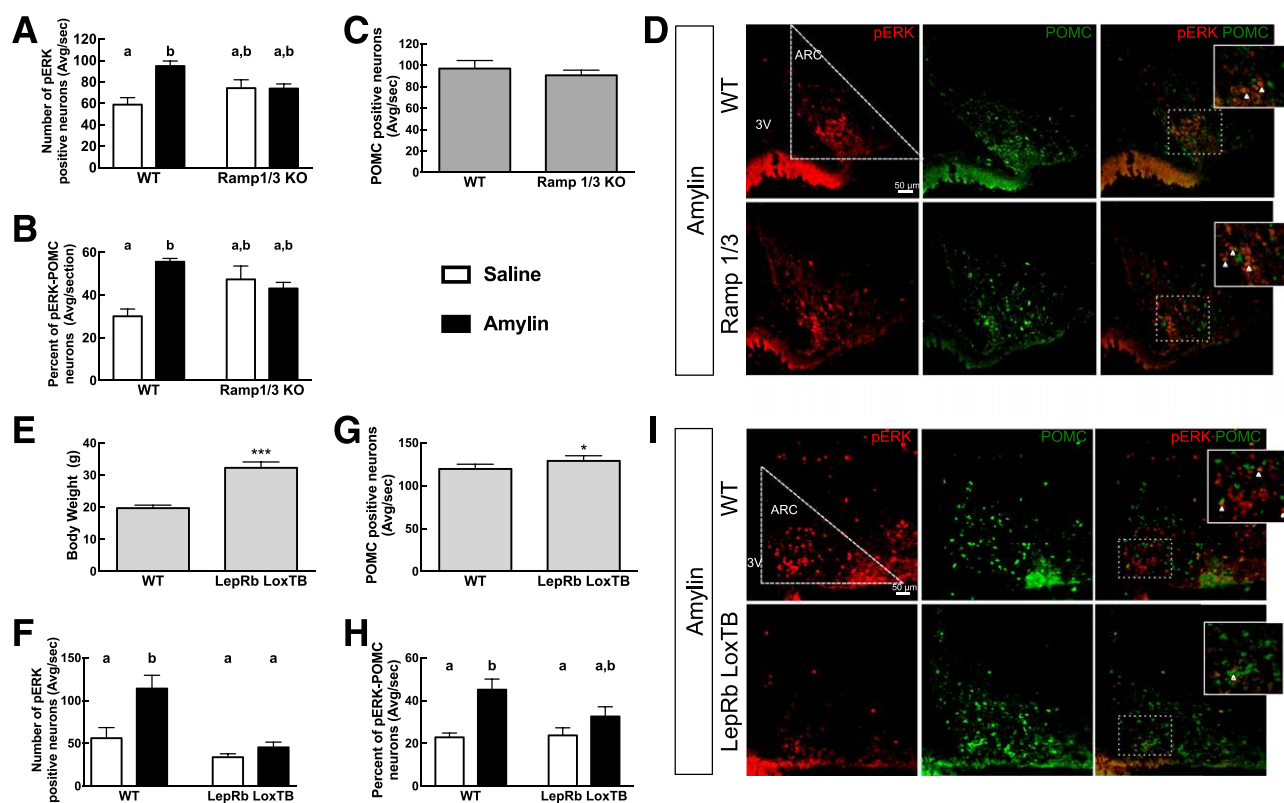 A
Number of pERK
positive neurons (Avg/sec)
120
100
80
60
40
20
0
a
b
a,b
a,b
WT
Ramp1/3 KO
B
Percent of pERK-POMC
neurons (Avg/section)
60
40
20
0
a
b
a,b
a,b
WT
Ramp1/3 KO
C
POMC positive neurons
(Avg/sec)
120
100
80
60
40
20
0
WT
Ramp 1/3 KO
Saline
Amylin
D
Amylin
WT
Ramp 1/3
pERK
POMC
pERK POMC
ARC
3V
50 µm
E
Body Weight (g)
40
30
20
10
0
***
WT
LepRb LoxTB
F
Number of pERK
positive neurons (Avg/sec)
150
100
50
0
a
b
a
a
WT
LepRb LoxTB
G
POMC positive neurons
(Avg/sec)
150
120
90
60
30
0
*
WT
LepRb LoxTB
H
Percent of pERK-POMC
neurons (Avg/sec)
60
40
20
0
a
b
a
a,b
WT
LepRb LoxTB
I
Amylin
WT
LepRb LoxTB
pERK
POMC
pERK-POMC
ARC
3V
50 µm